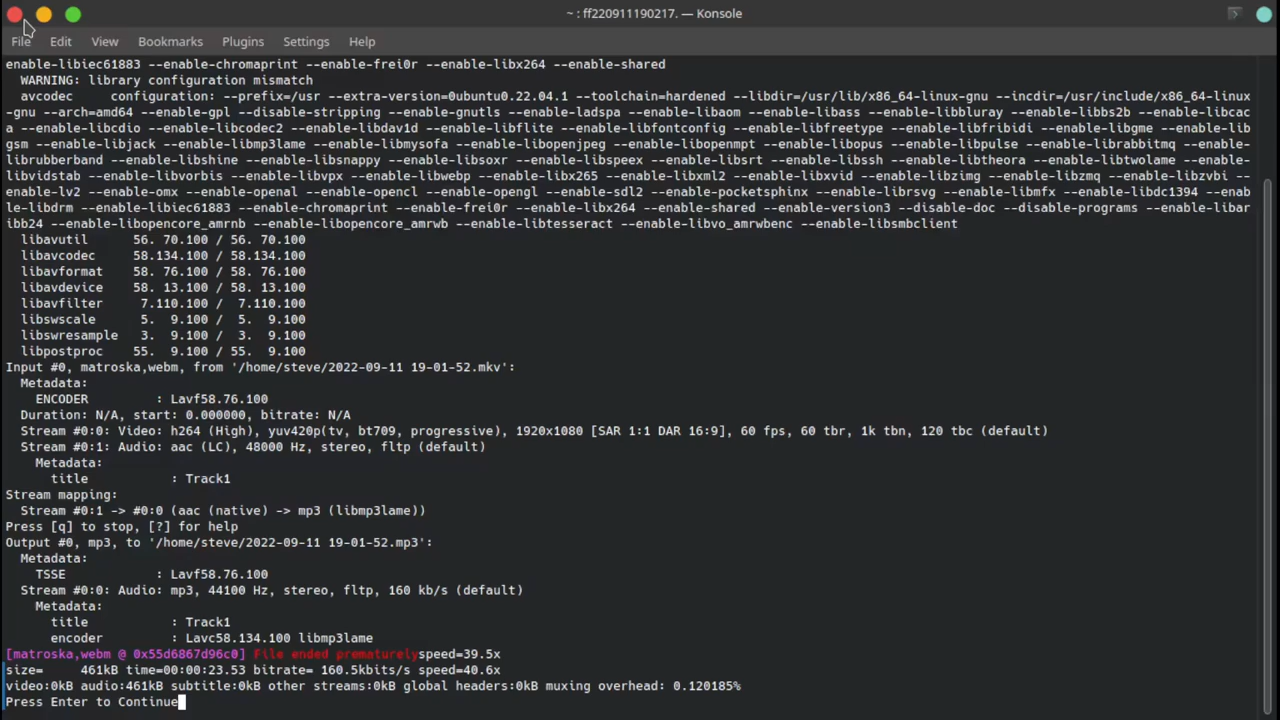 ~ : ff220911190217. — Konsole
File Edit View Bookmarks Plugins Settings Help
enable-libiec61883 --enable-chromaprint --enable-frei0r --enable-libx264 --enable-shared
WARNING: library configuration mismatch
avcodec configuration: --prefix=/usr --extra-version=0ubuntu0.22.04.1 --toolchain=hardened --libdir=/usr/lib/x86_64-linux-gnu --incdir=/usr/include/x86_64-linux
-gnu --arch=amd64 --enable-gpl --disable-stripping --enable-gnutls --enable-ladspa --enable-libaom --enable-libass --enable-libbluray --enable-libbs2b --enable-libcac
a --enable-libcdio --enable-libcodec2 --enable-libdav1d --enable-libflite --enable-libfontconfig --enable-libfreetype --enable-libfribidi --enable-libgme --enable-lib
gsm --enable-libjack --enable-libmp3lame --enable-libmysofa --enable-libopenjpeg --enable-libopenmpt --enable-libopus --enable-libpulse --enable-librabbitmq --enable-
librubberband --enable-libshine --enable-libsnappy --enable-libsoxr --enable-libspeex --enable-libsrt --enable-libssh --enable-libtheora --enable-libtwolame --enable-
libvidstab --enable-libvorbis --enable-libvpx --enable-libwebp --enable-libx265 --enable-libxml2 --enable-libxvid --enable-libzimg --enable-libzmq --enable-libzvbi --
enable-lv2 --enable-omx --enable-openal --enable-opencl --enable-opengl --enable-sdl2 --enable-pocketsphinx --enable-librsvg --enable-libmfx --enable-libdc1394 --enab
le-libdrm --enable-libiec61883 --enable-chromaprint --enable-frei0r --enable-libx264 --enable-shared --enable-version3 --disable-doc --disable-programs --enable-libar
ibb24 --enable-libopencore_amrnb --enable-libopencore_amrwb --enable-libtesseract --enable-libvo_amrwbenc --enable-libsmbclient
libavutil 56. 70.100 / 56. 70.100
libavcodec 58.134.100 / 58.134.100
libavformat 58. 76.100 / 58. 76.100
libavdevice 58. 13.100 / 58. 13.100
libavfilter 7.110.100 / 7.110.100
libswscale 5. 9.100 / 5. 9.100
libswresample 3. 9.100 / 3. 9.100
libpostproc 55. 9.100 / 55. 9.100
Input #0, matroska,webm, from '/home/steve/2022-09-11 19-01-52.mkv':
Metadata:
ENCODER : Lavf58.76.100
Duration: N/A, start: 0.000000, bitrate: N/A
Stream #0:0: Video: h264 (High), yuv420p(tv, bt709, progressive), 1920x1080 [SAR 1:1 DAR 16:9], 60 fps, 60 tbr, 1k tbn, 120 tbc (default)
Stream #0:1: Audio: aac (LC), 48000 Hz, stereo, fltp (default)
Metadata:
title : Track1
Stream mapping:
Stream #0:1 -> #0:0 (aac (native) -> mp3 (libmp3lame))
Press [q] to stop, [?] for help
Output #0, mp3, to '/home/steve/2022-09-11 19-01-52.mp3':
Metadata:
TSSE : Lavf58.76.100
Stream #0:0: Audio: mp3, 44100 Hz, stereo, fltp, 160 kb/s (default)
Metadata:
title : Track1
encoder : Lavc58.134.100 libmp3lame
[matroska,webm @ 0x55d6867d96c0] File ended prematurelyspeed=39.5x
size= 461kB time=00:00:23.53 bitrate= 160.5kbits/s speed=40.6x
video:0kB audio:461kB subtitle:0kB other streams:0kB global headers:0kB muxing overhead: 0.120185%
Press Enter to Continue